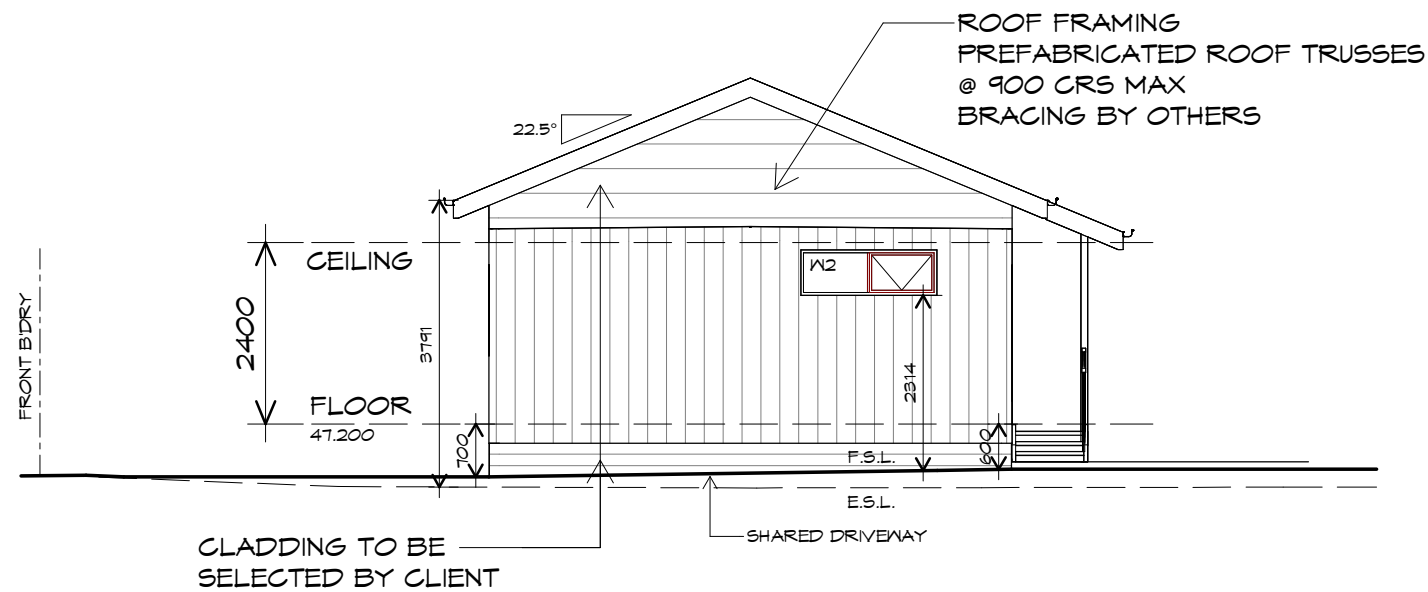 ROOF FRAMING
PREFABRICATED ROOF TRUSSES
@ 900 CRS MAX
BRACING BY OTHERS
22.5°
CEILING
W2
2400
3791
2314
FRONT B'DRY
FLOOR
47.200
700
F.S.L.
600
E.S.L.
SHARED DRIVEWAY
CLADDING TO BE
SELECTED BY CLIENT